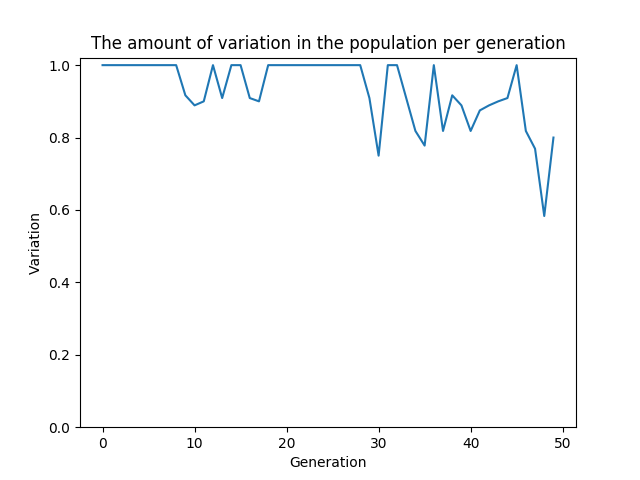 The amount of variation in the population per generation
1.0
0.8
0.6
0.4
0.2
0.0
Variation
0 10 20 30 40 50
Generation